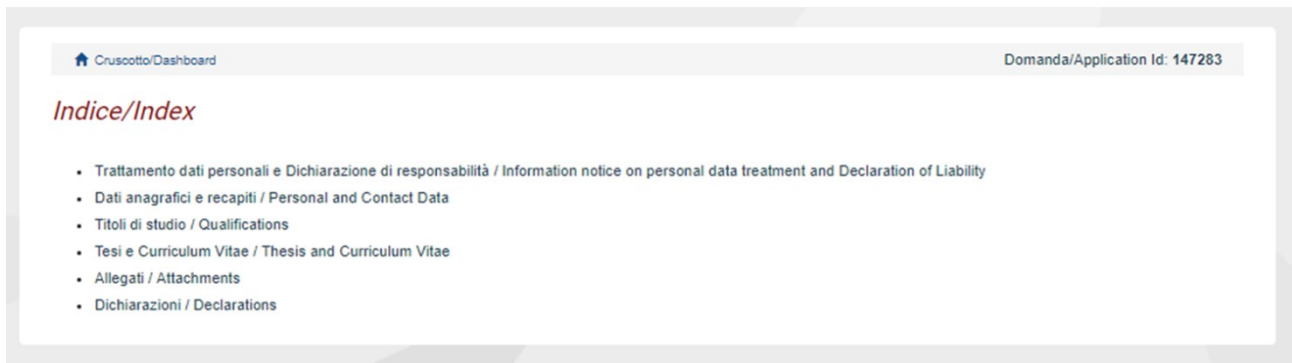 Cruscotto/Dashboard Domanda/Application Id: 147283
Indice/Index
• Trattamento dati personali e Dichiarazione di responsabilità / Information notice on personal data treatment and Declaration of Liability
• Dati anagrafici e recapiti / Personal and Contact Data
• Titoli di studio / Qualifications
• Tesi e Curriculum Vitae / Thesis and Curriculum Vitae
• Allegati / Attachments
• Dichiarazioni / Declarations